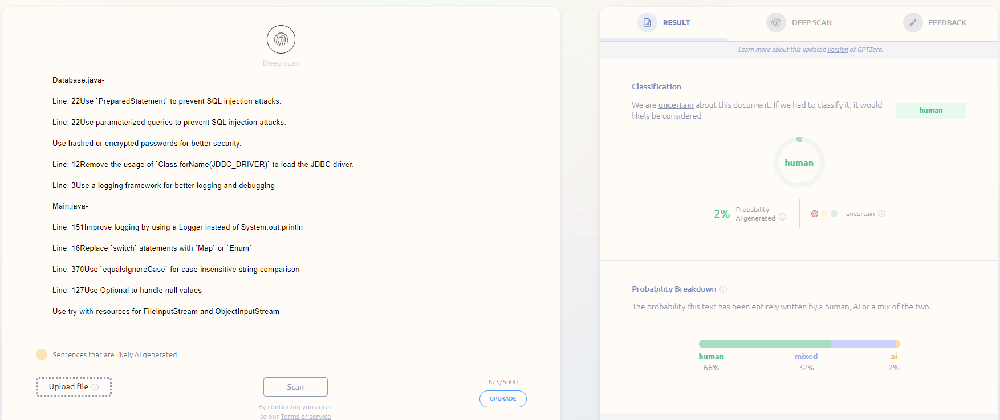 Deep scan
Database.java-
Line: 22Use `PreparedStatement` to prevent SQL injection attacks.
Line: 22Use parameterized queries to prevent SQL injection attacks.
Use hashed or encrypted passwords for better security.
Line: 12Remove the usage of `Class.forName(JDBC_DRIVER)` to load the JDBC driver.
Line: 3Use a logging framework for better logging and debugging
Main.java-
Line: 151Improve logging by using a Logger instead of System.out.println
Line: 16Replace `switch` statements with `Map` or `Enum`
Line: 370Use `equalsIgnoreCase` for case-insensitive string comparison
Line: 127Use Optional to handle null values
Use try-with-resources for FileInputStream and ObjectInputStream
Sentences that are likely AI generated.
Upload file
Scan
675/5000
UPGRADE
By continuing you agree
to our Terms of service
RESULT
DEEP SCAN
FEEDBACK
Learn more about this updated version of GPTZero.
Classification
We are uncertain about this document. If we had to classify it, it would
likely be considered
human
human
2%
Probability
AI generated
uncertain
Probability Breakdown
The probability this text has been entirely written by a human, AI or a mix of the two.
human
mixed
ai
66%
32%
2%